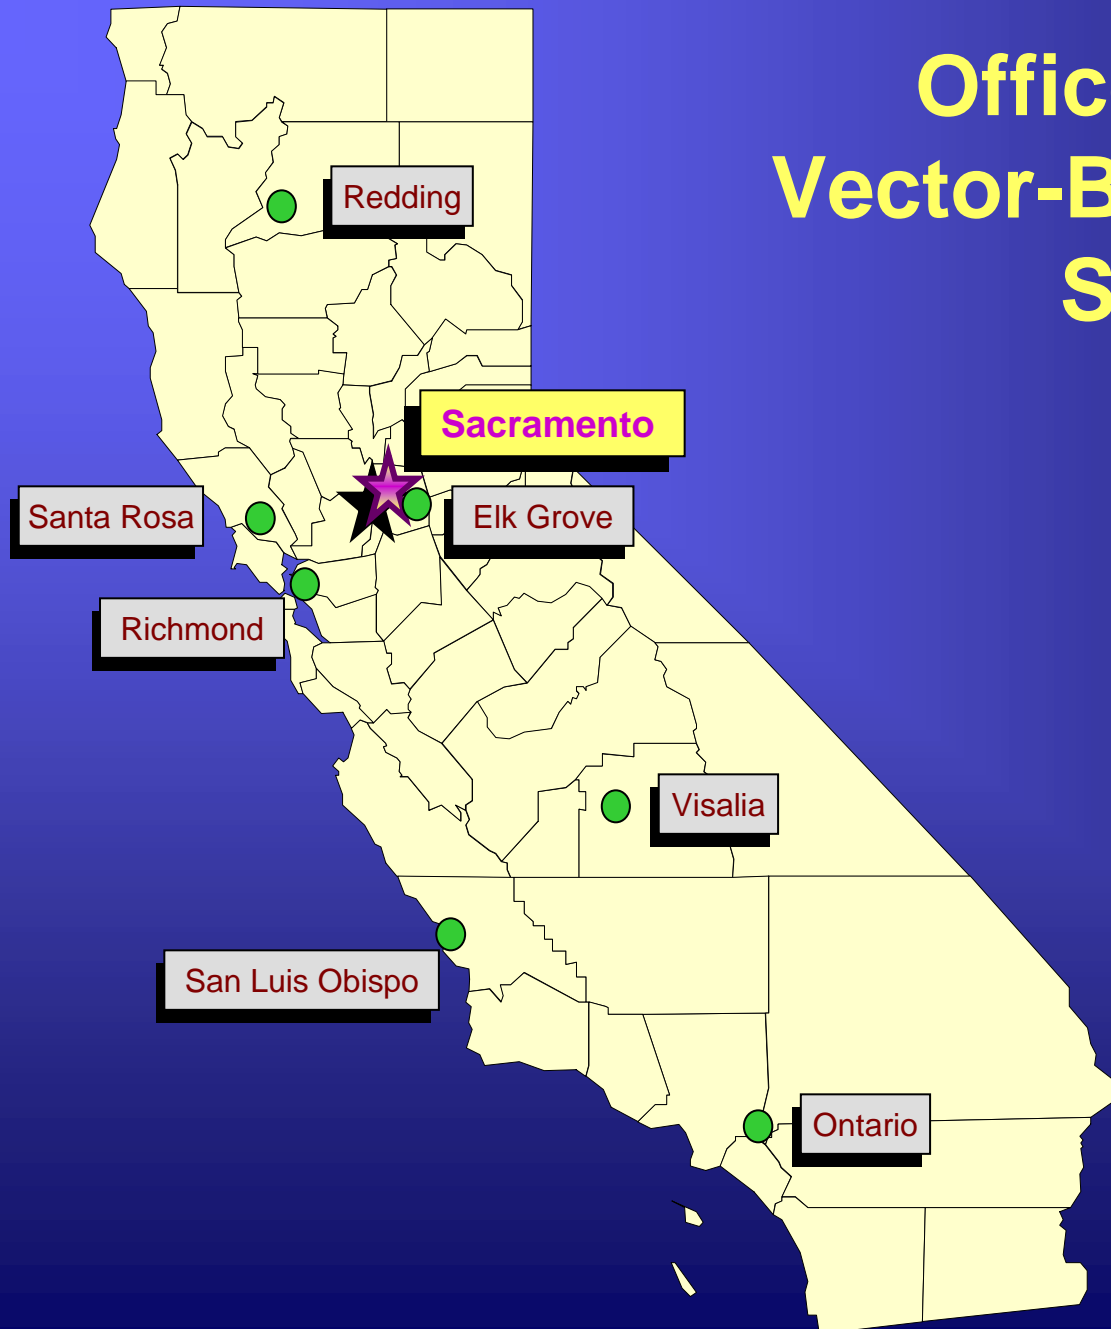 Offic
Vector-B
S
Redding
Sacramento
Santa Rosa
Elk Grove
Richmond
Visalia
San Luis Obispo
Ontario